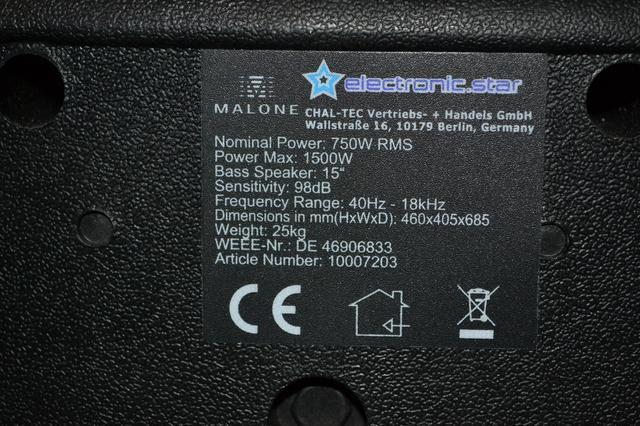 electronic.star
MALONE
CHAL-TEC Vertriebs- + Handels GmbH
Wallstraße 16, 10179 Berlin, Germany
Nominal Power: 750W RMS
Power Max: 1500W
Bass Speaker: 15“
Sensitivity: 98dB
Frequency Range: 40Hz - 18kHz
Dimensions in mm(HxWxD): 460x405x685
Weight: 25kg
WEEE-Nr.: DE 46906833
Article Number: 10007203
CE